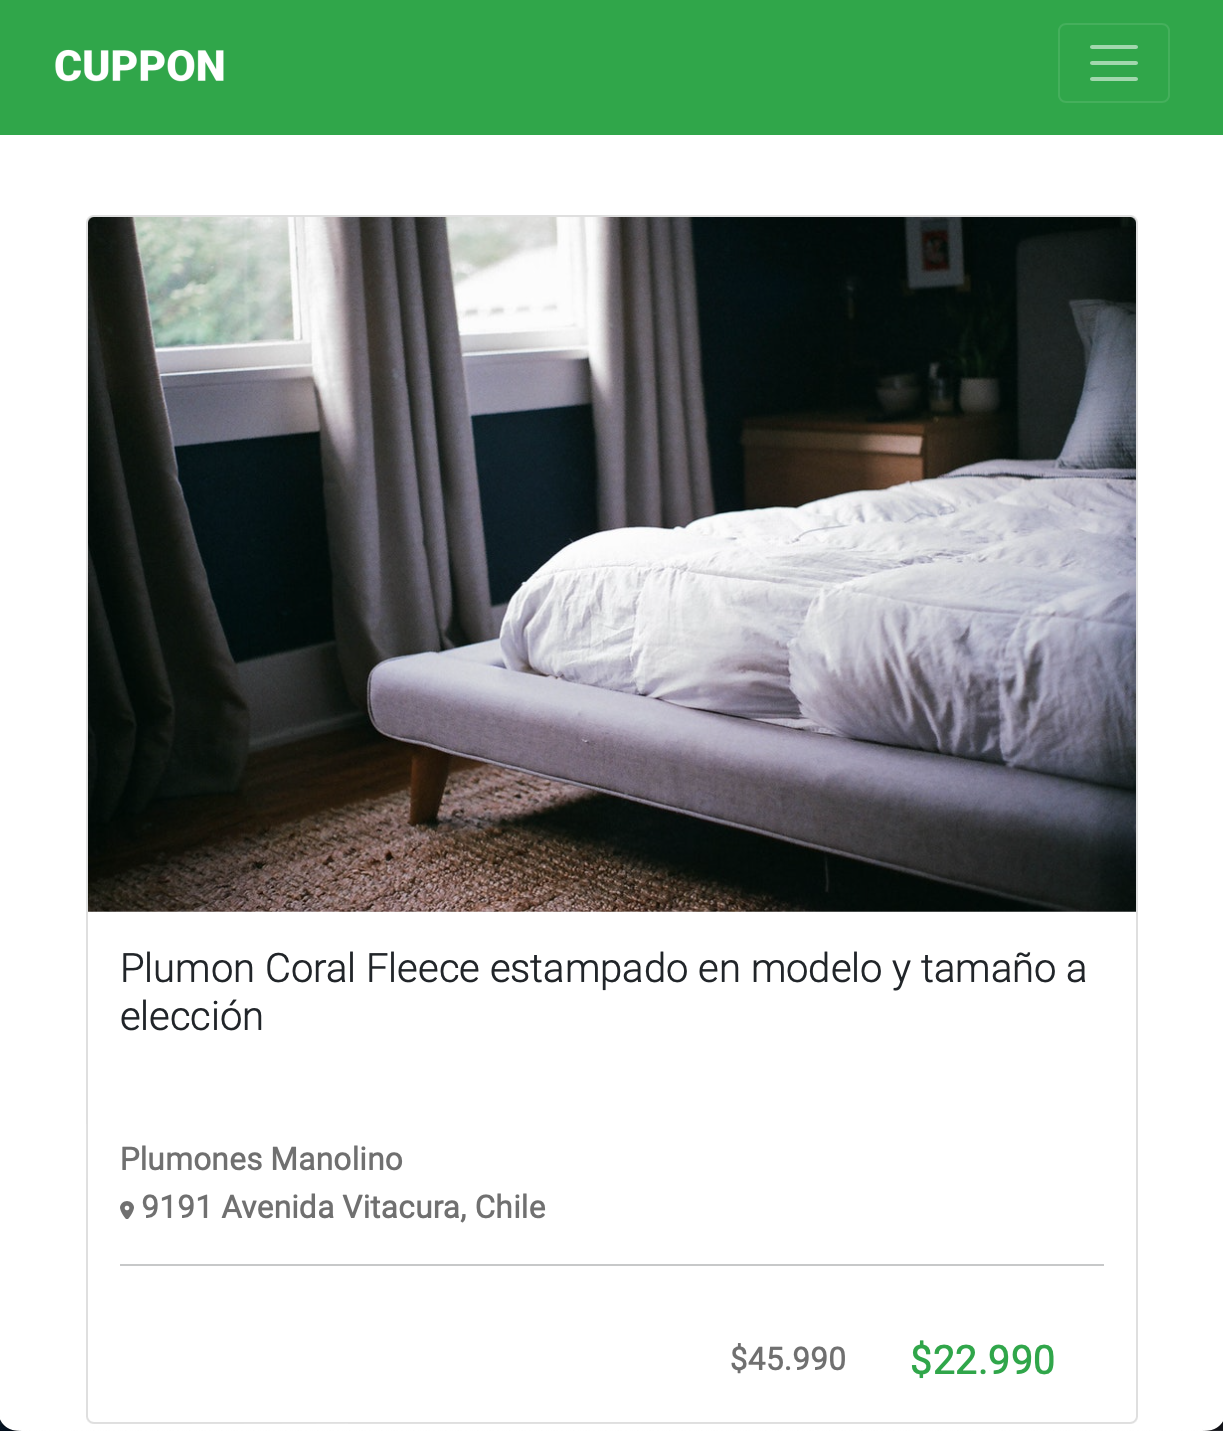 CUPPON
Plumon Coral Fleece estampado en modelo y tamaño a
elección
Plumones Manolino
9191 Avenida Vitacura, Chile
$45.990 $22.990